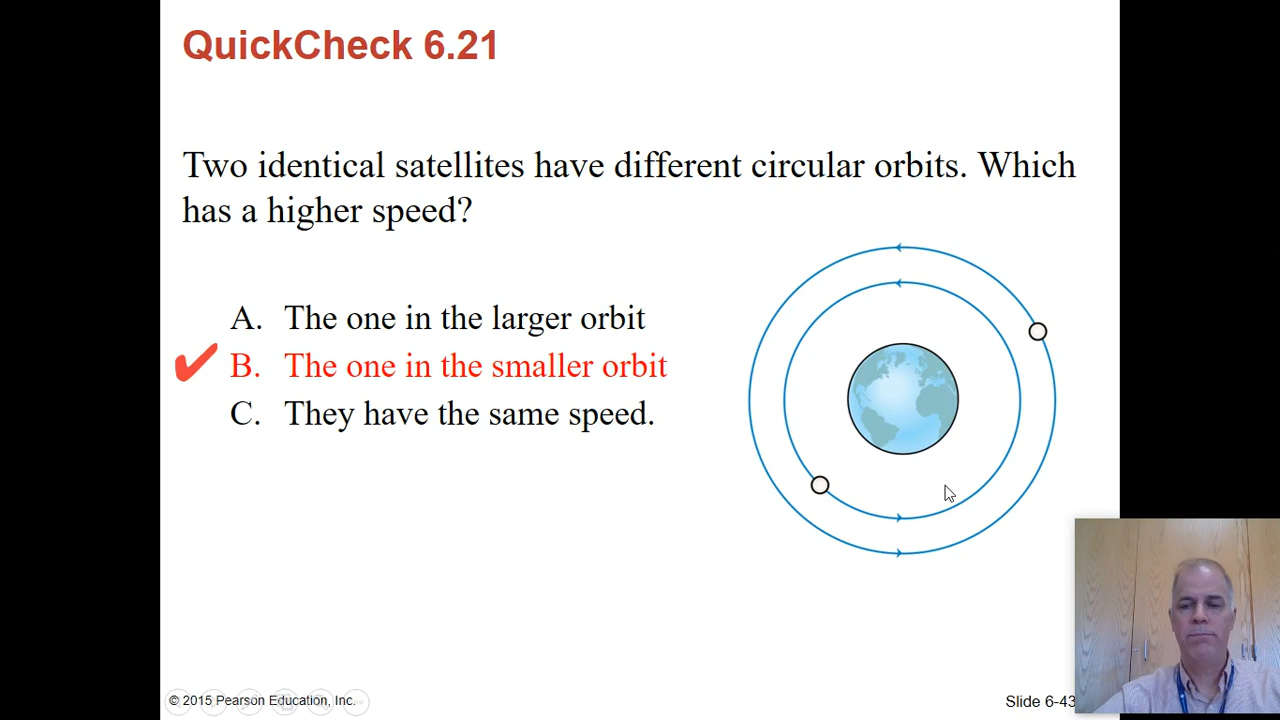 QuickCheck 6.21
Two identical satellites have different circular orbits. Which
has a higher speed?
A. The one in the larger orbit
B. The one in the smaller orbit
C. They have the same speed.
© 2015 Pearson Education, Inc.
Slide 6-43